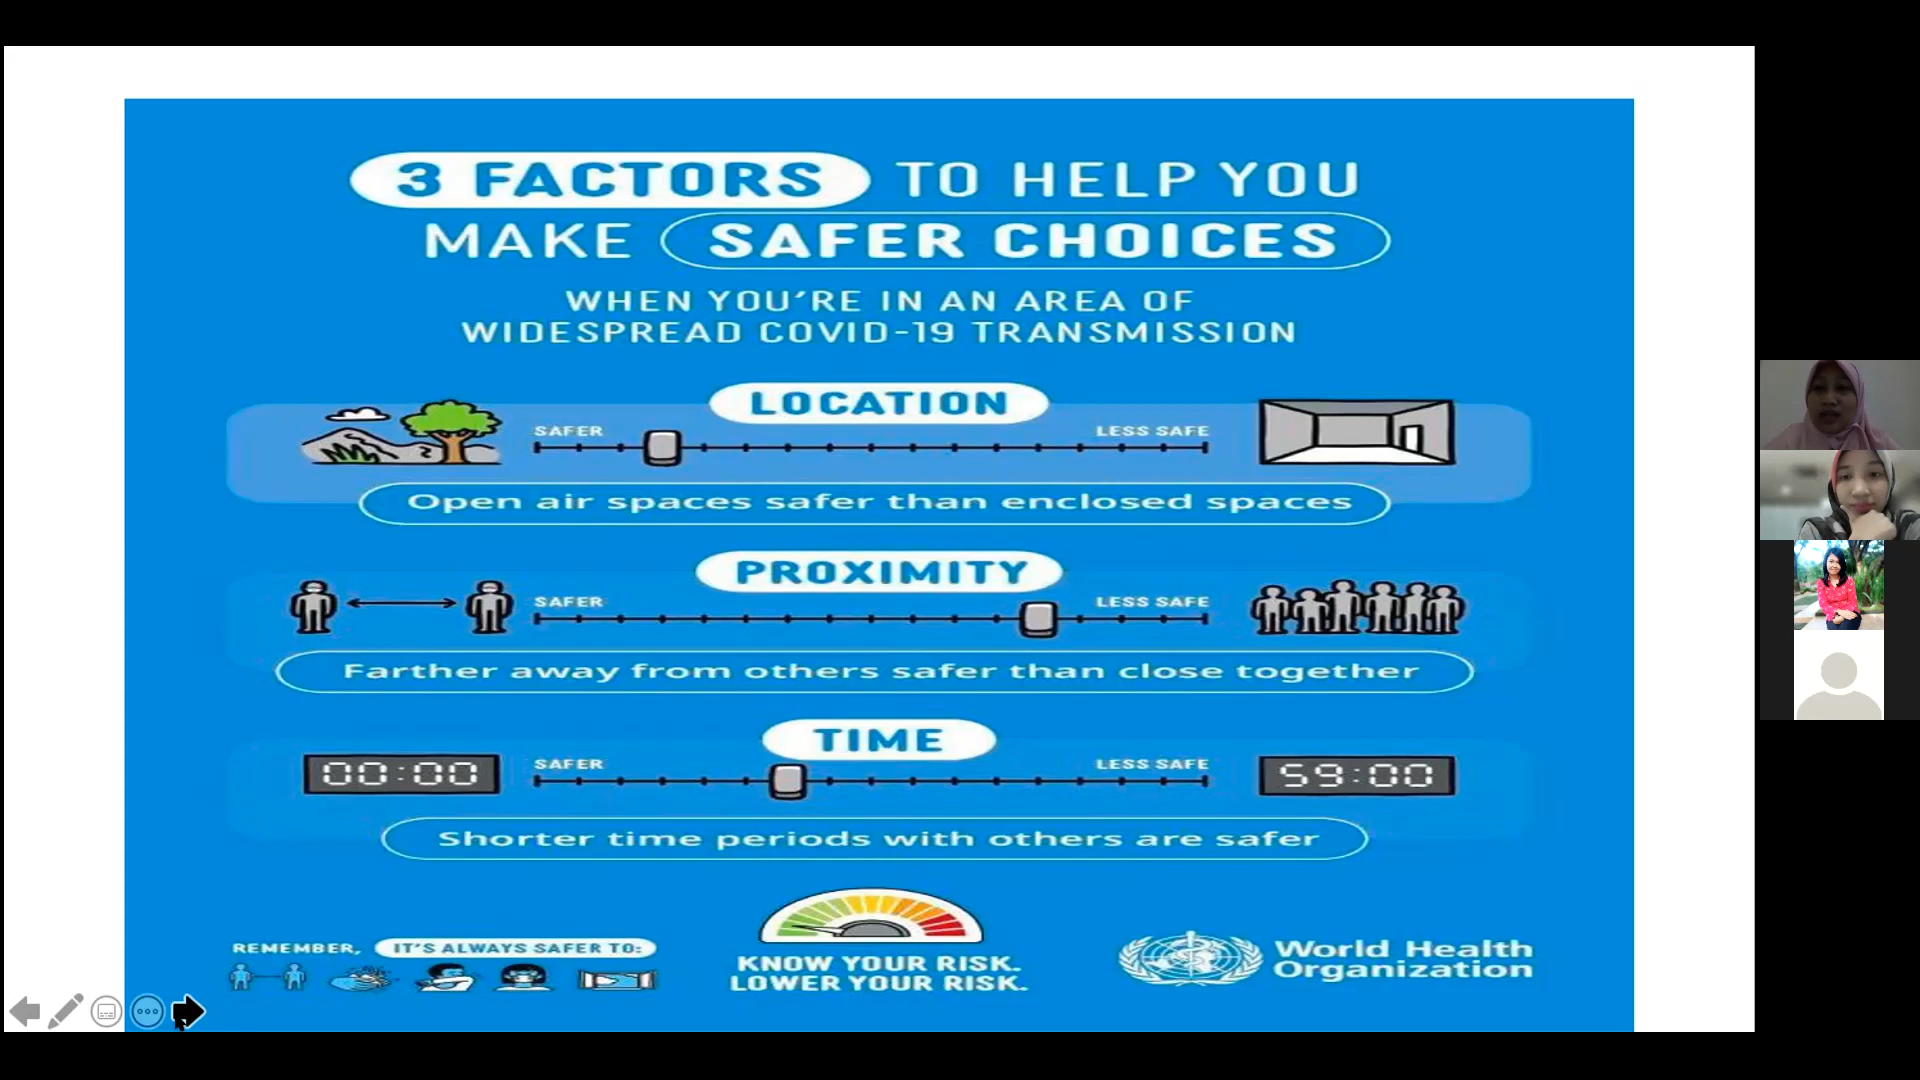 3 FACTORS TO HELP YOU
MAKE SAFER CHOICES
WHEN YOU'RE IN AN AREA OF
WIDESPREAD COVID-19 TRANSMISSION
LOCATION
SAFER
LESS SAFE
Open air spaces safer than enclosed spaces
PROXIMITY
SAFER
LESS SAFE
Farther away from others safer than close together
TIME
00:00
SAFER
LESS SAFE
59:00
Shorter time periods with others are safer
REMEMBER, IT'S ALWAYS SAFER TO:
KNOW YOUR RISK.
LOWER YOUR RISK.
World Health
Organization